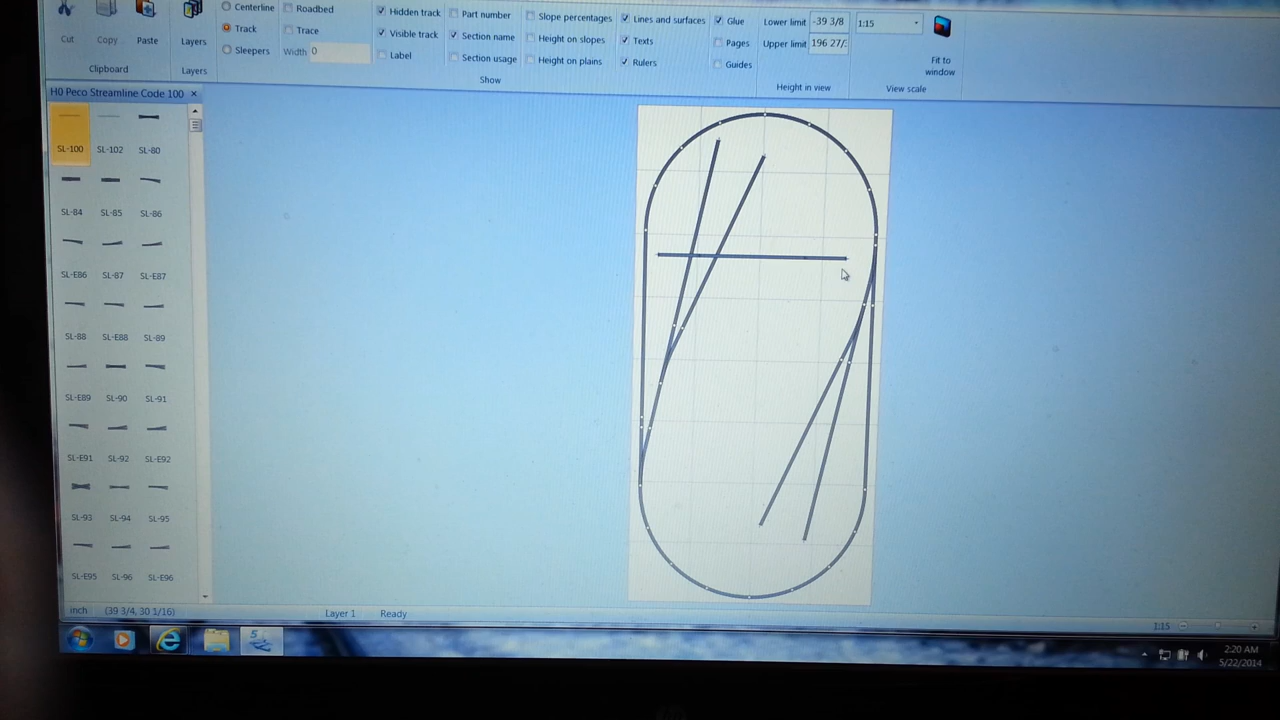 Cut Copy Paste Layers
Clipboard Layers
Centerline
Track
Sleepers
Roadbed
Trace
Width 0
Hidden track
Visible track
Label
Part number
Section name
Section usage
Slope percentages
Height on slopes
Height on plains
Lines and surfaces
Texts
Rulers
Show
Glue
Pages
Guides
Lower limit -39 3/8
Upper limit 196 27/
Height in view
1:15
Fit to
window
View scale
H0 Peco Streamline Code 100 ×
SL-100 SL-102 SL-80
SL-84 SL-85 SL-86
SL-E86 SL-87 SL-E87
SL-88 SL-E88 SL-89
SL-E89 SL-90 SL-91
SL-E91 SL-92 SL-E92
SL-93 SL-94 SL-95
SL-E95 SL-96 SL-E96
inch (39 3/4, 30 1/16) Layer 1 Ready 1:15
5
2:20 AM
5/22/2014